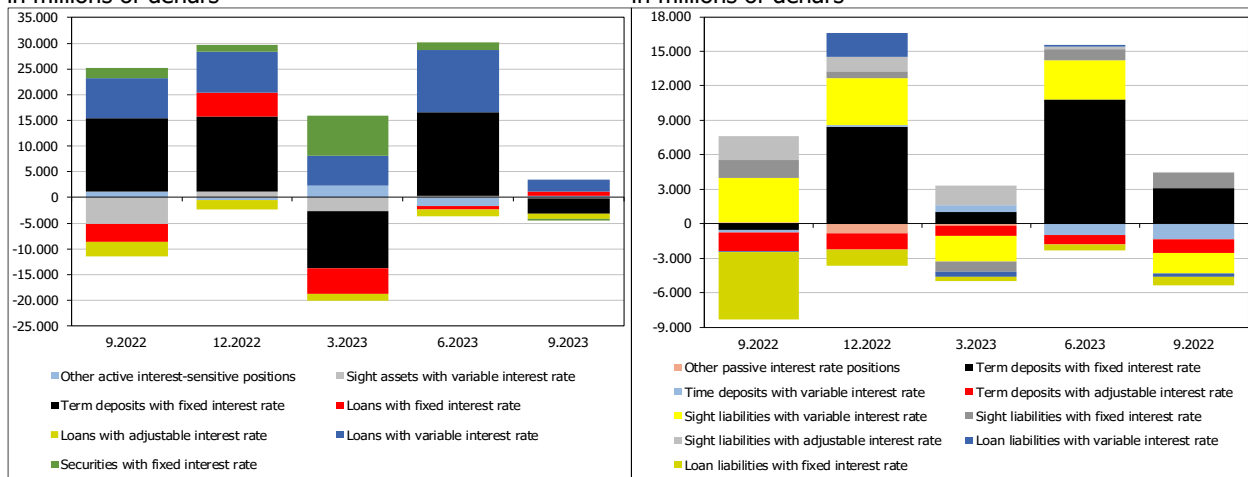 in millions of denars
35.000
30.000
25.000
20.000
15.000
10.000
5.000
0
-5.000
-10.000
-15.000
-20.000
-25.000
9.2022 12.2022 3.2023 6.2023 9.2023
Other active interest-sensitive positions Sight assets with variable interest rate
Term deposits with fixed interest rate Loans with fixed interest rate
Loans with adjustable interest rate Loans with variable interest rate
Securities with fixed interest rate
in millions of denars
18.000
15.000
12.000
9.000
6.000
3.000
0
-3.000
-6.000
-9.000
9.2022 12.2022 3.2023 6.2023 9.2022
Other passive interest rate positions Term deposits with fixed interest rate
Time deposits with variable interest rate Term deposits with adjustable interest rate
Sight liabilities with variable interest rate Sight liabilities with fixed interest rate
Sight liabilities with adjustable interest rate Loan liabilities with variable interest rate
Loan liabilities with fixed interest rate